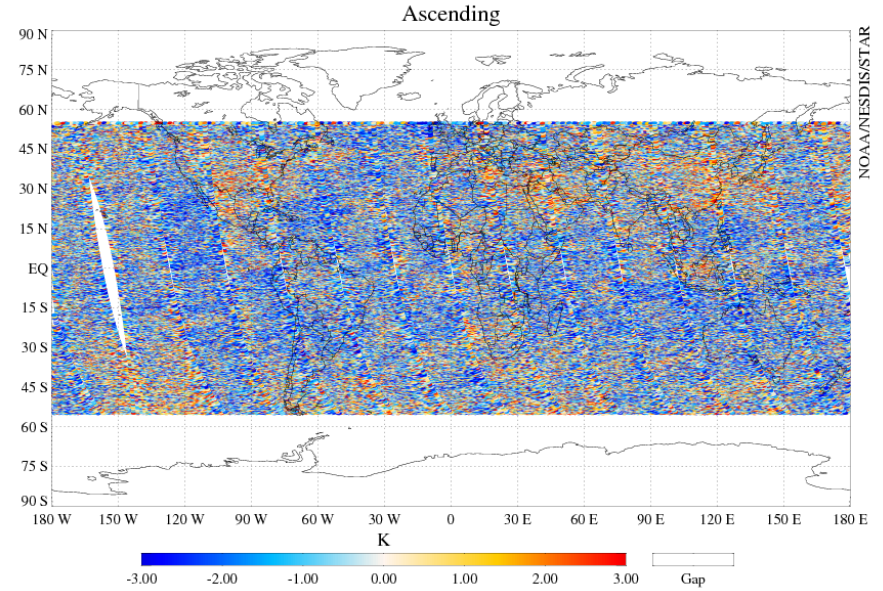 Ascending
NOAA/NESDIS/STAR
90 N
75 N
60 N
45 N
30 N
15 N
EQ
15 S
30 S
45 S
60 S
75 S
90 S
180 W 150 W 120 W 90 W 60 W 30 W 0 30 E 60 E 90 E 120 E 150 E 180 E
K
-3.00 -2.00 -1.00 0.00 1.00 2.00 3.00 Gap